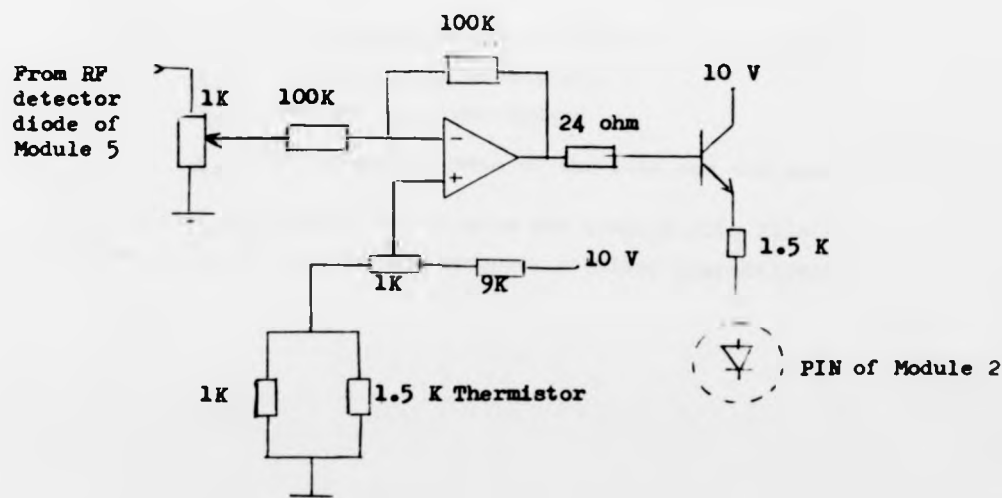 100K
From RF
detector
diode of
Module 5
1K
100K
10 V
24 ohm
-
+
1.5 K
10 V
1K
9K
PIN of Module 2
1K
1.5 K Thermistor